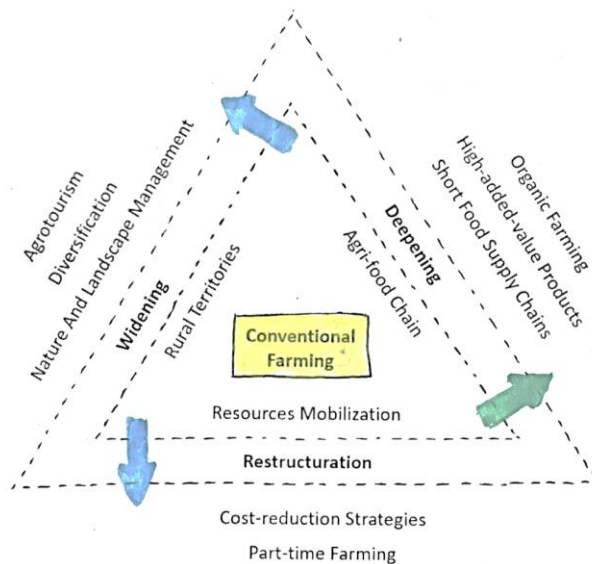 Agrotourism
Diversification
Nature And Landscape Management
Widening
Rural Territories
Organic Farming
High-added-value Products
Short Food Supply Chains
Deepening
Agri-food Chain
Conventional
Farming
Resources Mobilization
Restructuration
Cost-reduction Strategies
Part-time Farming